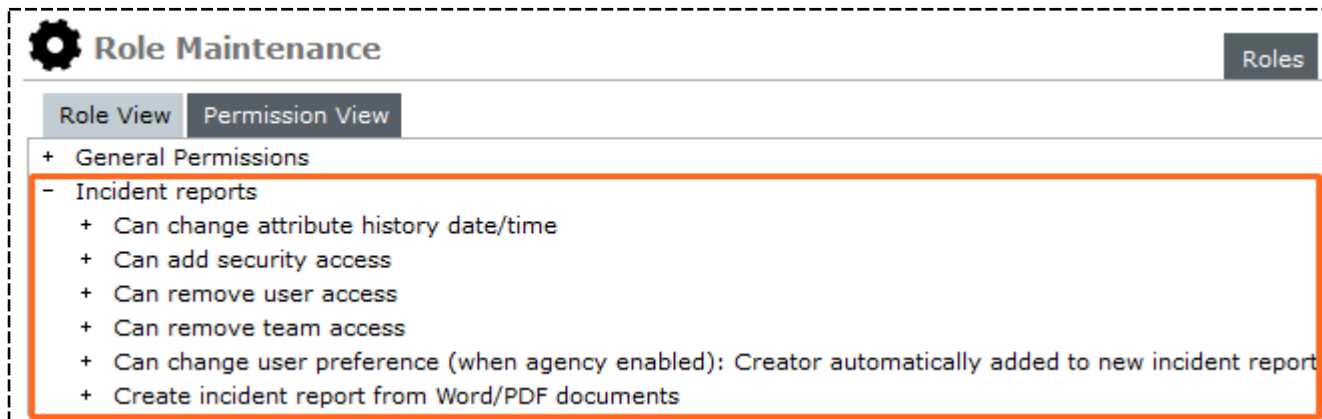 Role Maintenance
Roles
Role View Permission View
+ General Permissions
- Incident reports
+ Can change attribute history date/time
+ Can add security access
+ Can remove user access
+ Can remove team access
+ Can change user preference (when agency enabled): Creator automatically added to new incident report
+ Create incident report from Word/PDF documents